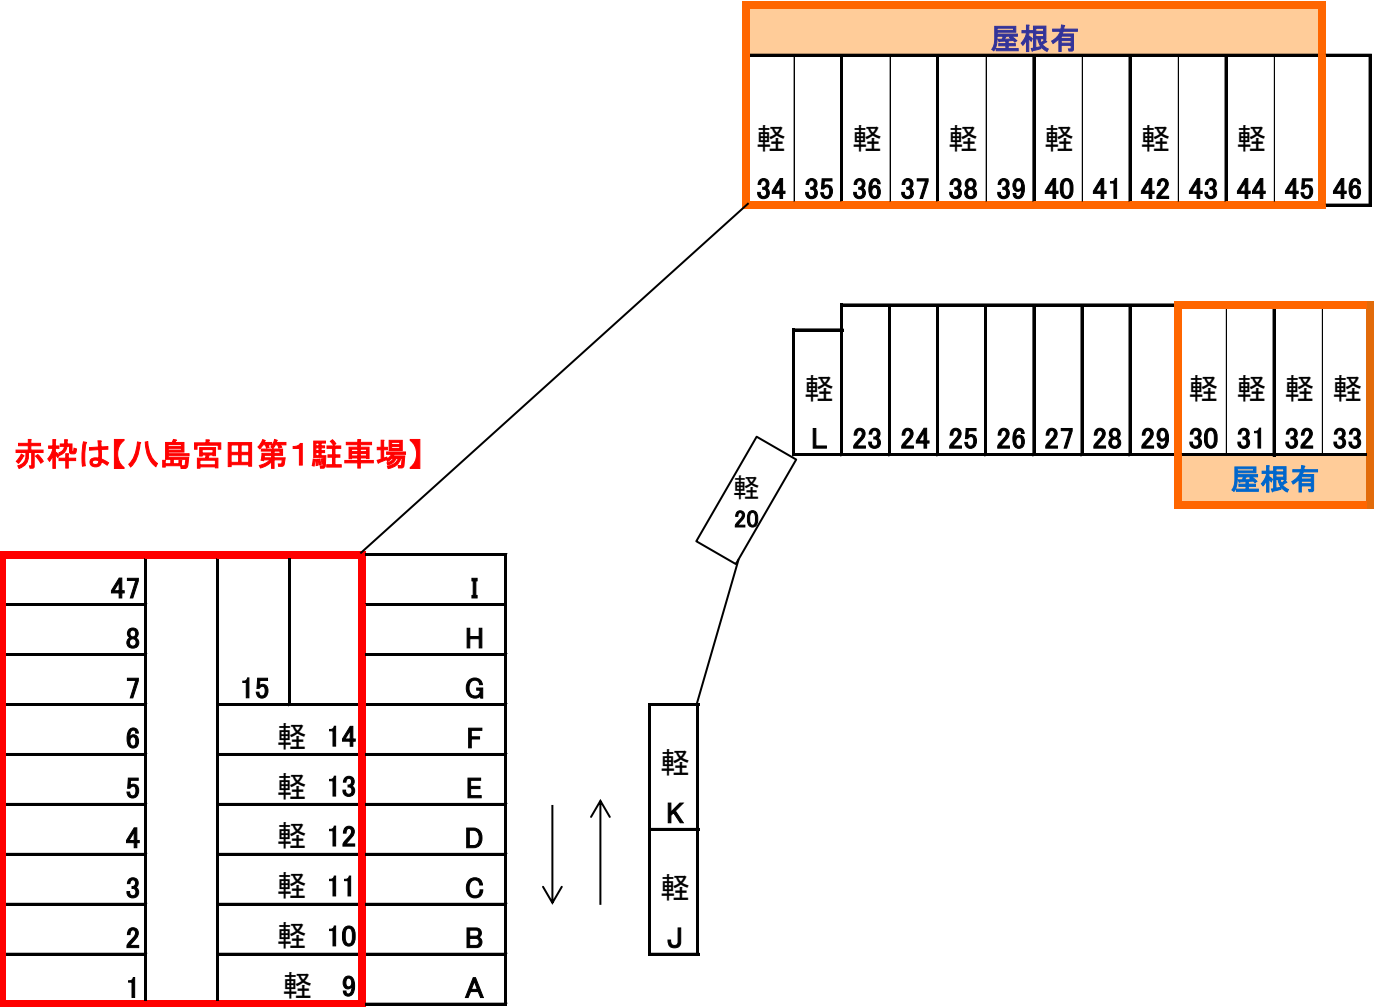 屋根有
軽 軽 軽 軽 軽 軽
34 35 36 37 38 39 40 41 42 43 44 45 46
軽 軽 軽 軽 軽
L 23 24 25 26 27 28 29 30 31 32 33
屋根有
赤枠は【八島宮田第1駐車場】
軽
20
47 I
8 H
7 15 G
6 軽 14 F
5 軽 13 E
4 軽 12 D
3 軽 11 C
2 軽 10 B
1 軽 9 A
軽
K
軽
J